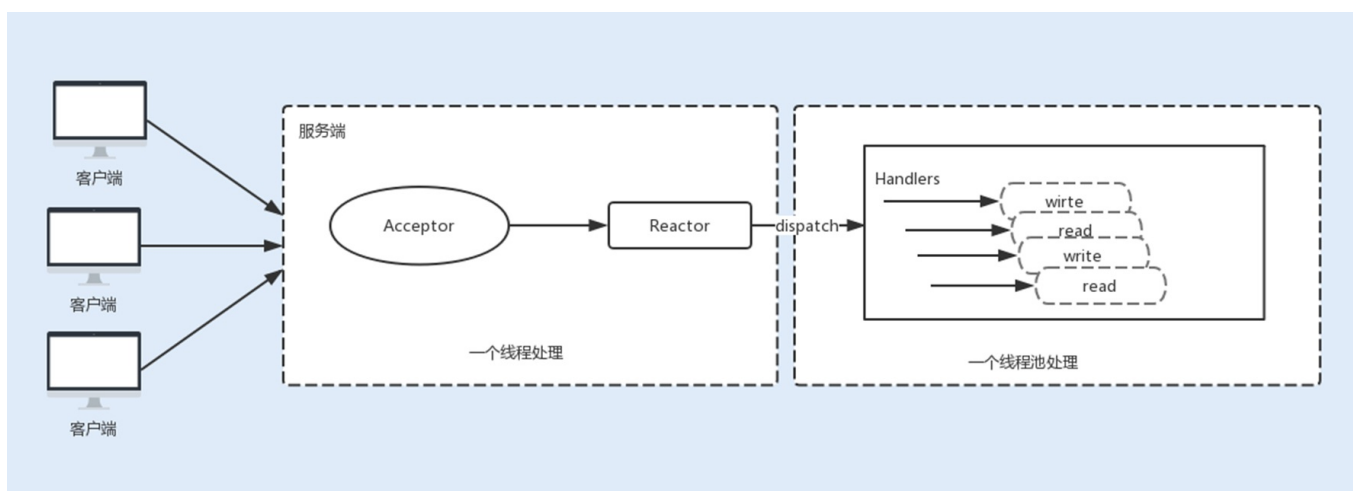 客户端
客户端
客户端
服务端
Acceptor
Reactor
一个线程处理
dispatch
Handlers
wirte
read
write
read
一个线程池处理